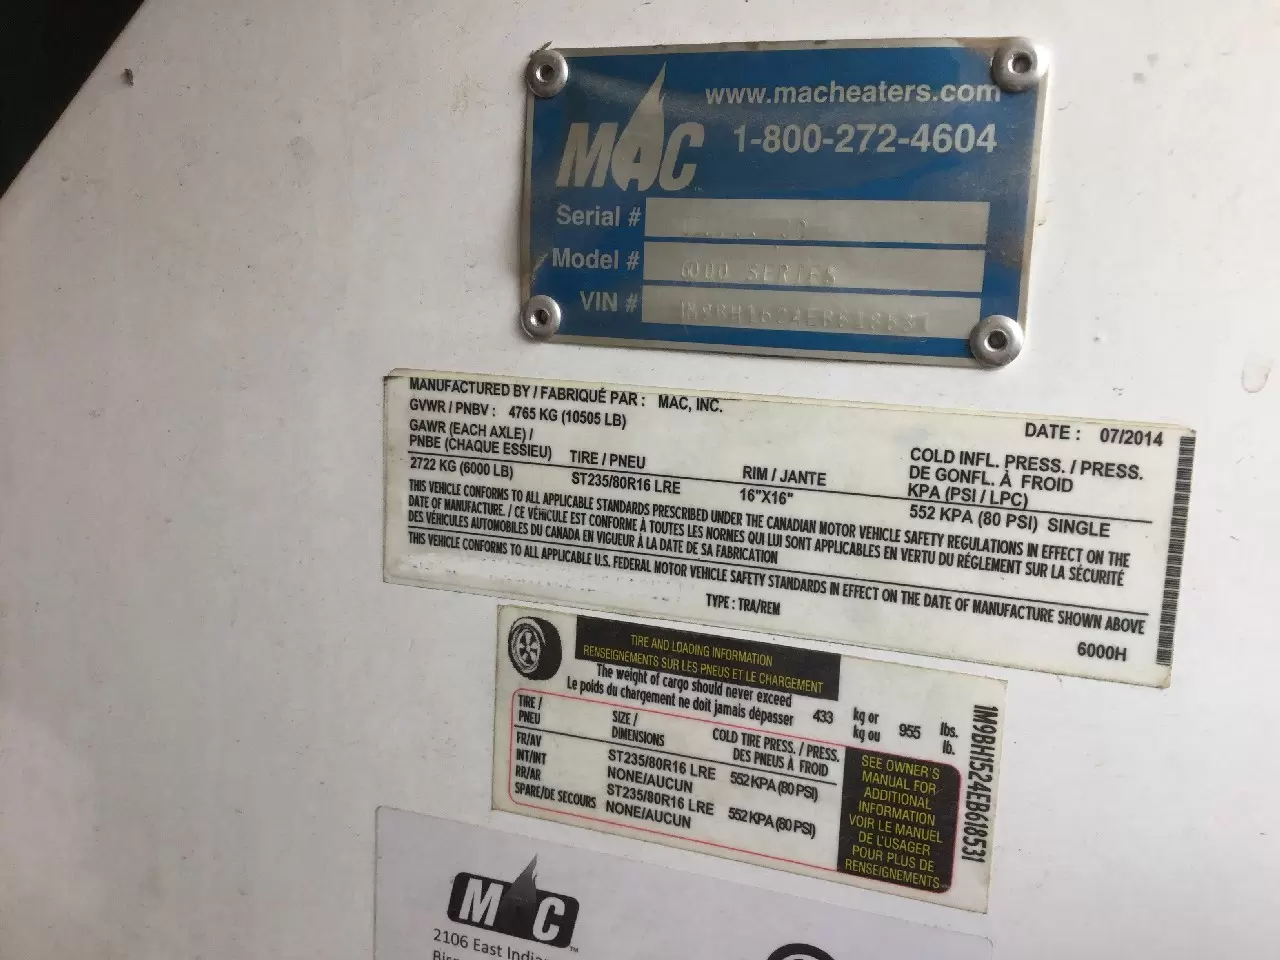 www.macheaters.com
MAC 1-800-272-4604
Serial #
Model # 6000 SERIES
VIN #
MANUFACTURED BY / FABRIQUÉ PAR : MAC, INC.
GVWR / PNBV : 4765 KG (10505 LB)
DATE : 07/2014
GAWR (EACH AXLE) /
PNBE (CHAQUE ESSIEU) TIRE / PNEU RIM / JANTE
COLD INFL. PRESS. / PRESS.
DE GONFL. À FROID
KPA (PSI / LPC)
2722 KG (6000 LB) ST235/80R16 LRE 16"X16" 552 KPA (80 PSI) SINGLE
THIS VEHICLE CONFORMS TO ALL APPLICABLE STANDARDS PRESCRIBED UNDER THE CANADIAN MOTOR VEHICLE SAFETY REGULATIONS IN EFFECT ON THE
DATE OF MANUFACTURE. / CE VÉHICULE EST CONFORME À TOUTES LES NORMES QUI LUI SONT APPLICABLES EN VERTU DU RÉGLEMENT SUR LA SÉCURITÉ
DES VÉHICULES AUTOMOBILES DU CANADA EN VIGUEUR À LA DATE DE SA FABRICATION
THIS VEHICLE CONFORMS TO ALL APPLICABLE U.S. FEDERAL MOTOR VEHICLE SAFETY STANDARDS IN EFFECT ON THE DATE OF MANUFACTURE SHOWN ABOVE
TYPE : TRA/REM
6000H
TIRE AND LOADING INFORMATION
RENSEIGNEMENTS SUR LES PNEUS ET LE CHARGEMENT
The weight of cargo should never exceed
Le poids du chargement ne doit jamais dépasser 433 kg or 955 lbs.
kg ou lb.
TIRE /
PNEU
SIZE /
DIMENSIONS
COLD TIRE PRESS. / PRESS.
DES PNEUS À FROID
FR/AV ST235/80R16 LRE 552 KPA (80 PSI)
INT/INT NONE/AUCUN
RR/AR ST235/80R16 LRE 552 KPA (80 PSI)
SPARE/DE SECOURS NONE/AUCUN
SEE OWNER'S
MANUAL FOR
ADDITIONAL
INFORMATION
VOIR LE MANUEL
DE L'USAGER
POUR PLUS DE
RENSEIGNEMENTS
1M9BH1524EB618531
MAC
2106 East